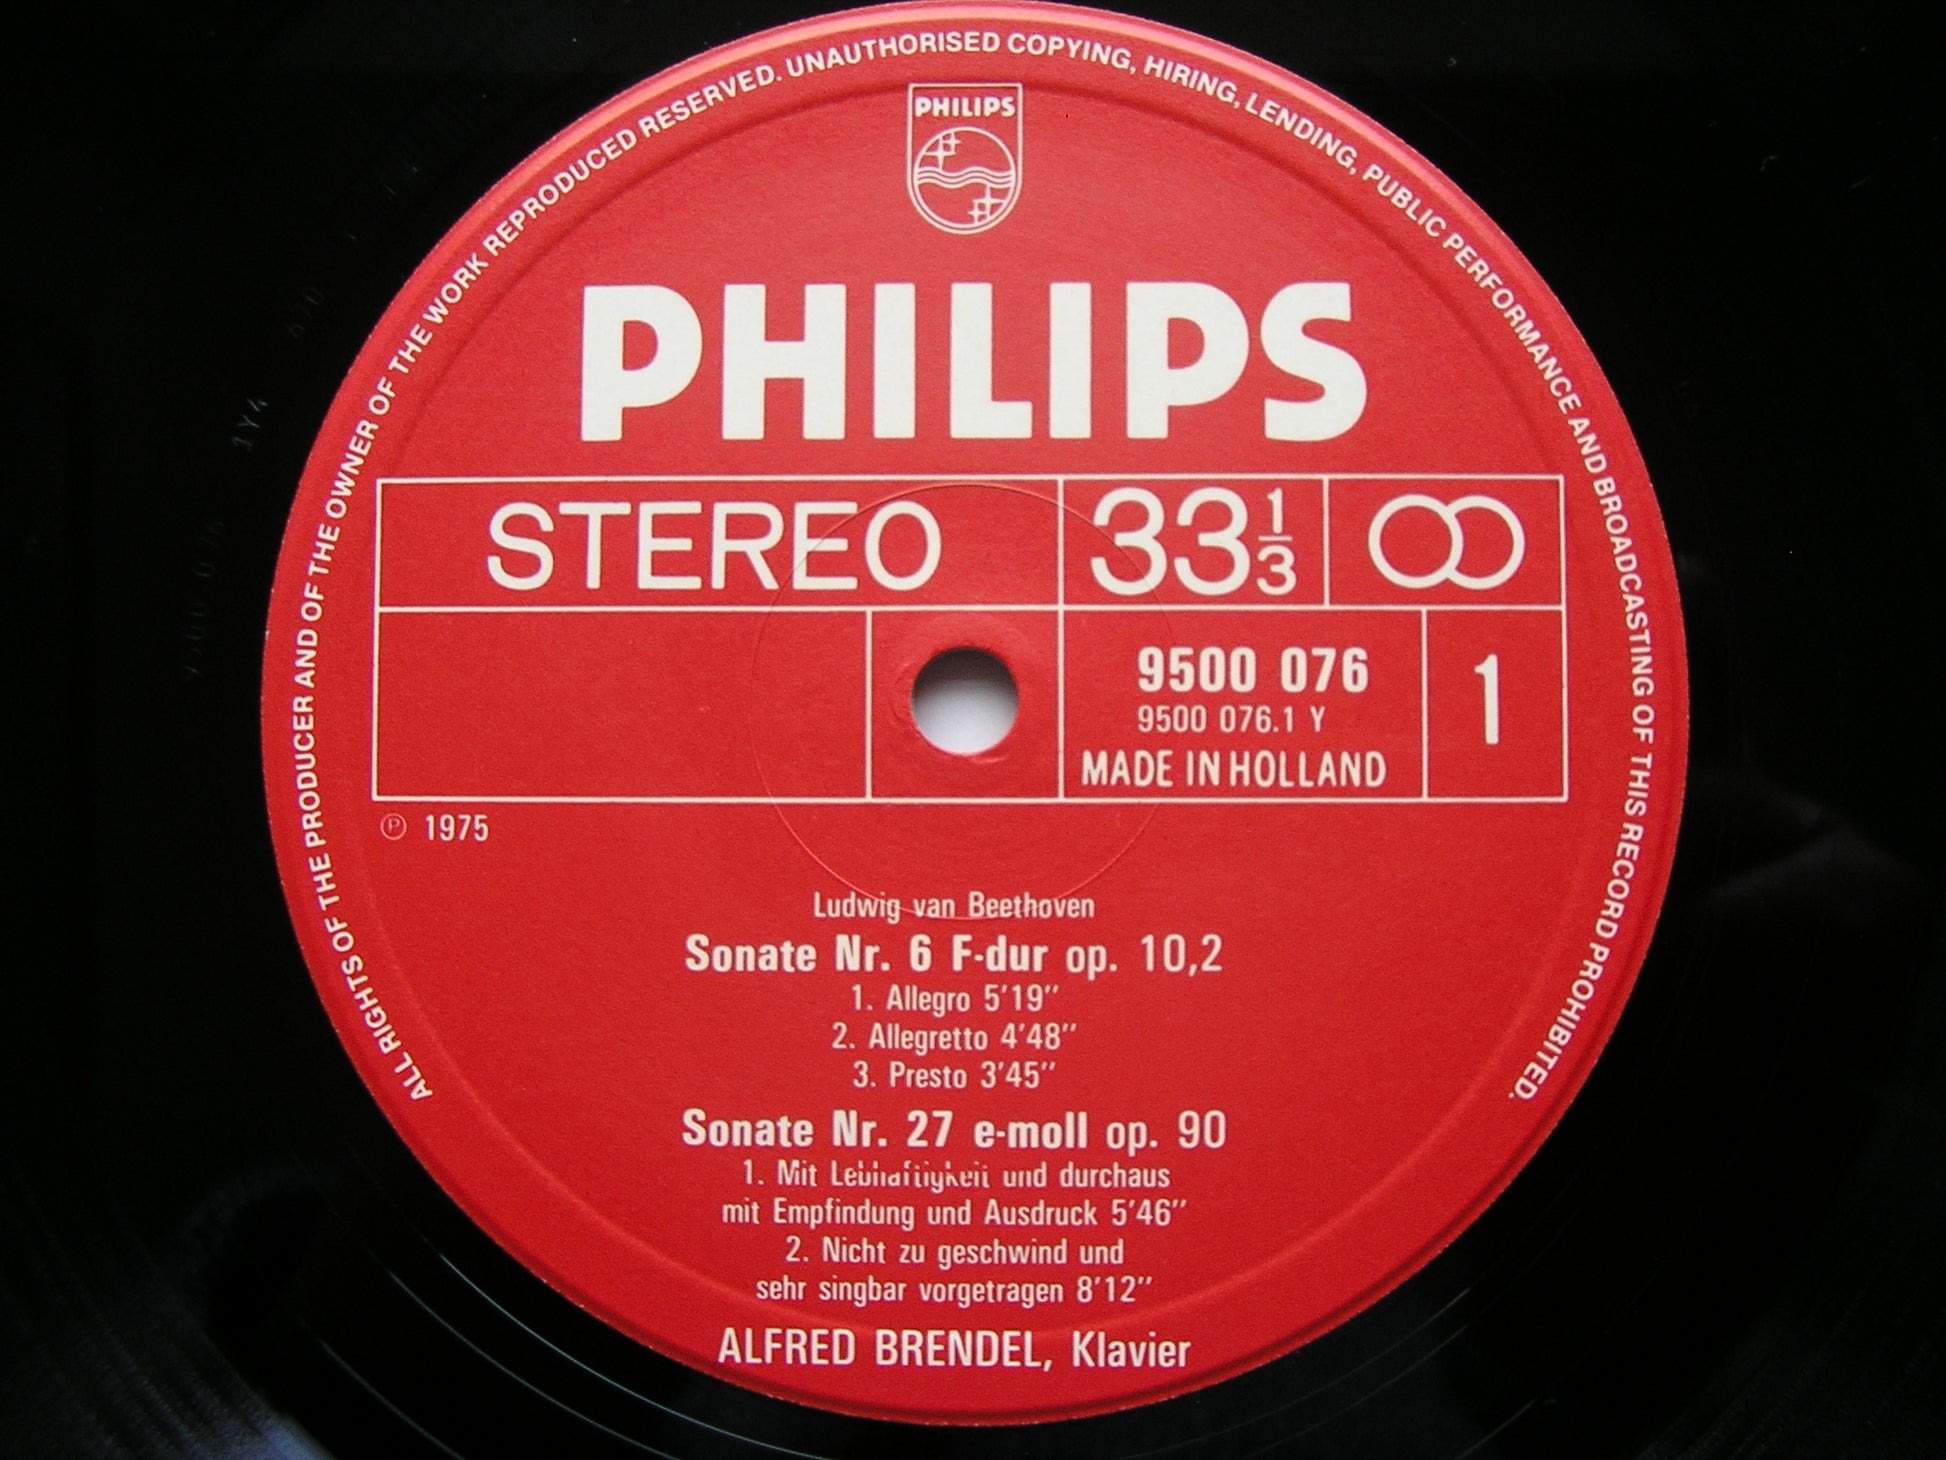 ALL RIGHTS OF THE PRODUCER AND OF THE OWNER OF THE WORK REPRODUCED RESERVED. UNAUTHORISED COPYING, HIRING, LENDING, PUBLIC PERFORMANCE AND BROADCASTING OF THIS RECORD PROHIBITED.
PHILIPS
PHILIPS
STEREO 33 1/3
9500 076 1
9500 076.1 Y
MADE IN HOLLAND
℗ 1975
Ludwig van Beethoven
Sonate Nr. 6 F-dur op. 10,2
1. Allegro 5'19"
2. Allegretto 4'48"
3. Presto 3'45"
Sonate Nr. 27 e-moll op. 90
1. Mit Lebhaftigkeit und durchaus
mit Empfindung und Ausdruck 5'46"
2. Nicht zu geschwind und
sehr singbar vorgetragen 8'12"
ALFRED BRENDEL, Klavier